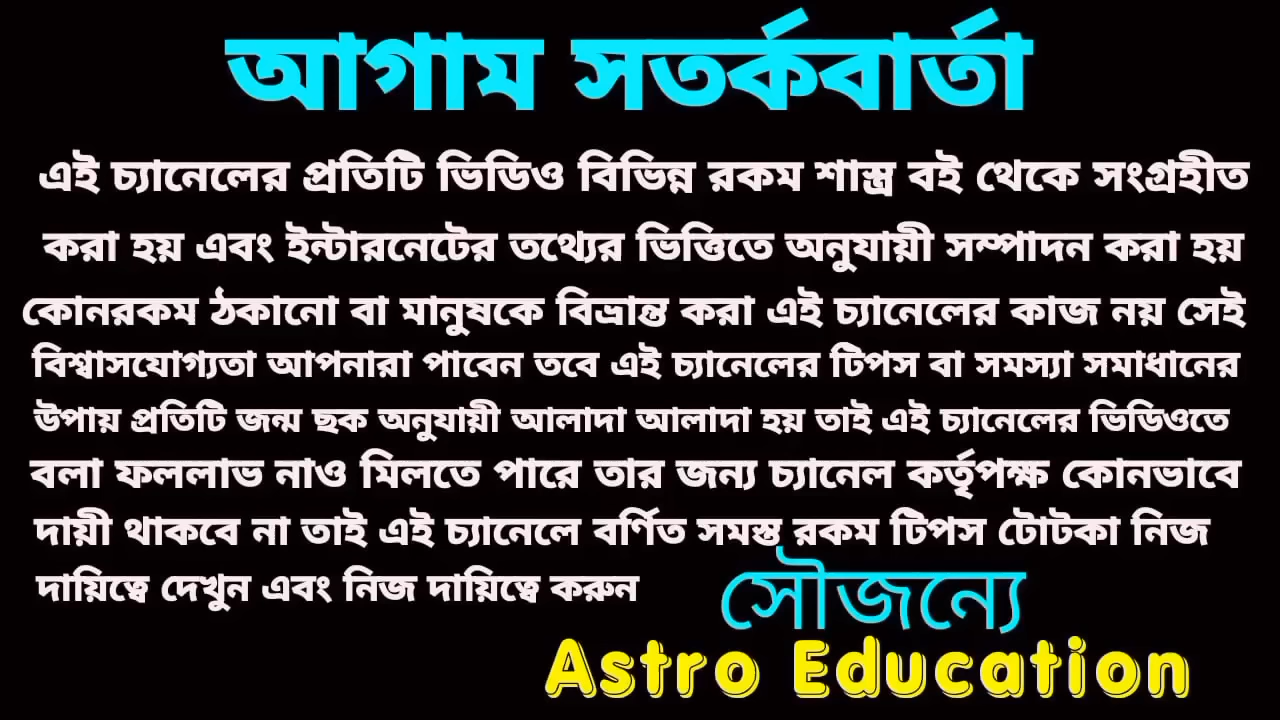 আগাম সতর্কবার্তা
এই চ্যানেলের প্রতিটি ভিডিও বিভিন্ন রকম শাস্ত্র বই থেকে সংগ্রহীত
করা হয় এবং ইন্টারনেটের তথ্যের ভিত্তিতে অনুযায়ী সম্পাদন করা হয়
কোনরকম ঠকানো বা মানুষকে বিভ্রান্ত করা এই চ্যানেলের কাজ নয় সেই
বিশ্বাসযোগ্যতা আপনারা পাবেন তবে এই চ্যানেলের টিপস বা সমস্যা সমাধানের
উপায় প্রতিটি জন্ম ছক অনুযায়ী আলাদা আলাদা হয় তাই এই চ্যানেলের ভিডিওতে
বলা ফললাভ নাও মিলতে পারে তার জন্য চ্যানেল কর্তৃপক্ষ কোনভাবে
দায়ী থাকবে না তাই এই চ্যানেলে বর্ণিত সমস্ত রকম টিপস টোটকা নিজ
দায়িত্বে দেখুন এবং নিজ দায়িত্বে করুন
সৌজন্যে
Astro Education